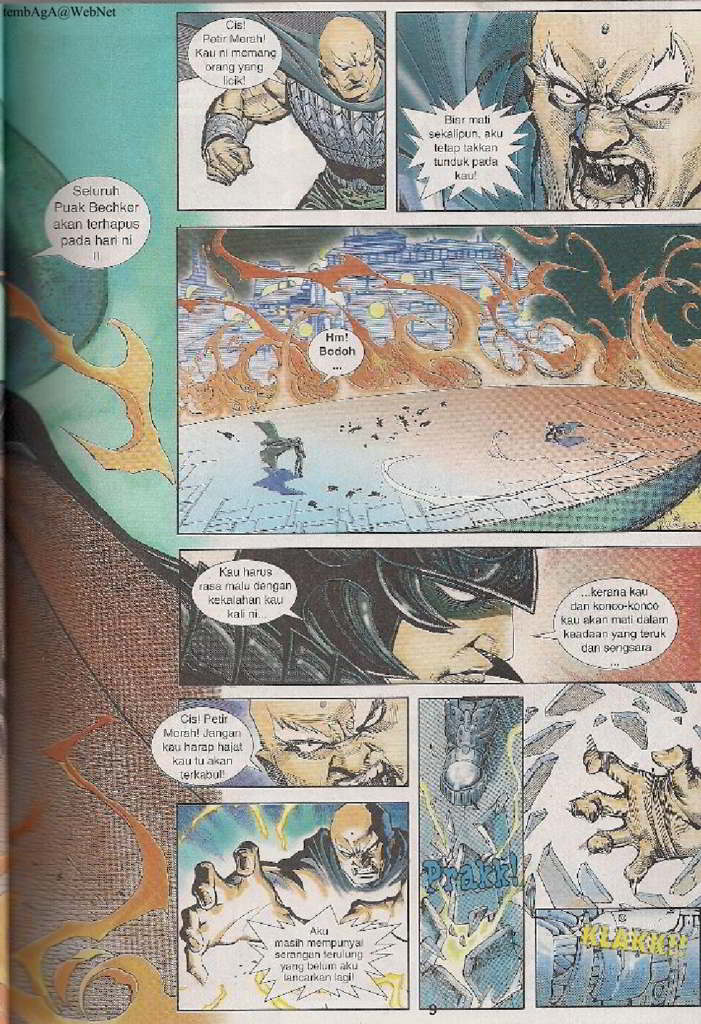 tembAgA@WebNet
Cis!
Petir Merah!
Kau ni memang
orang yang
licik!
Biar mati
sekalipun, aku
tetap takkan
tunduk pada
kau!
Seluruh
Puak Bechker
akan terhapus
pada hari ni
!!
Hm!
Bodoh
...
Kau harus
rasa malu dengan
kekalahan kau
kali ni...
...kerana kau
dan konco-konco
kau akan mati dalam
keadaan yang teruk
dan sengsara
...
Cis! Petir
Merah! Jangan
kau harap hajat
kau tu akan
terkabul!
Aku
masih mempunyai
serangan terulung
yang belum aku
lancarkan lagi!
Prakk!
KLAKK!!
9